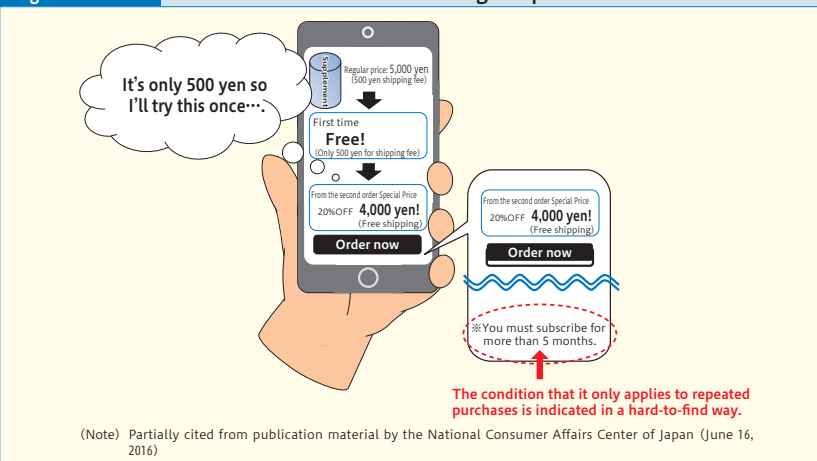 It's only 500 yen so
I'll try this once….
Supplement
Regular price: 5,000 yen
(500 yen shipping fee)
First time
Free!
(Only 500 yen for shipping fee)
From the second order Special Price
20%OFF 4,000 yen!
(Free shipping)
Order now
From the second order Special Price
20%OFF 4,000 yen!
(Free shipping)
Order now
※You must subscribe for
more than 5 months.
The condition that it only applies to repeated
purchases is indicated in a hard-to-find way.
(Note) Partially cited from publication material by the National Consumer Affairs Center of Japan (June 16,
2016)